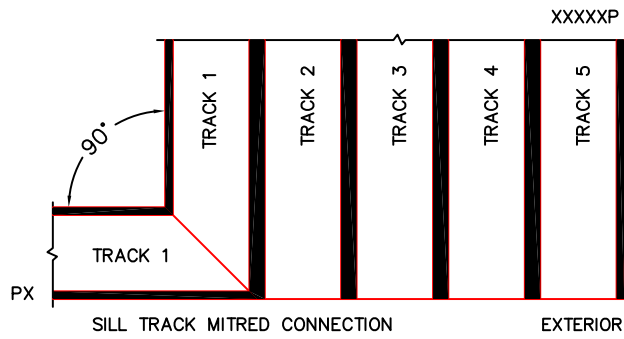 XXXXXP
TRACK 1
TRACK 2
TRACK 3
TRACK 4
TRACK 5
90°
TRACK 1
PX
SILL TRACK MITRED CONNECTION
EXTERIOR